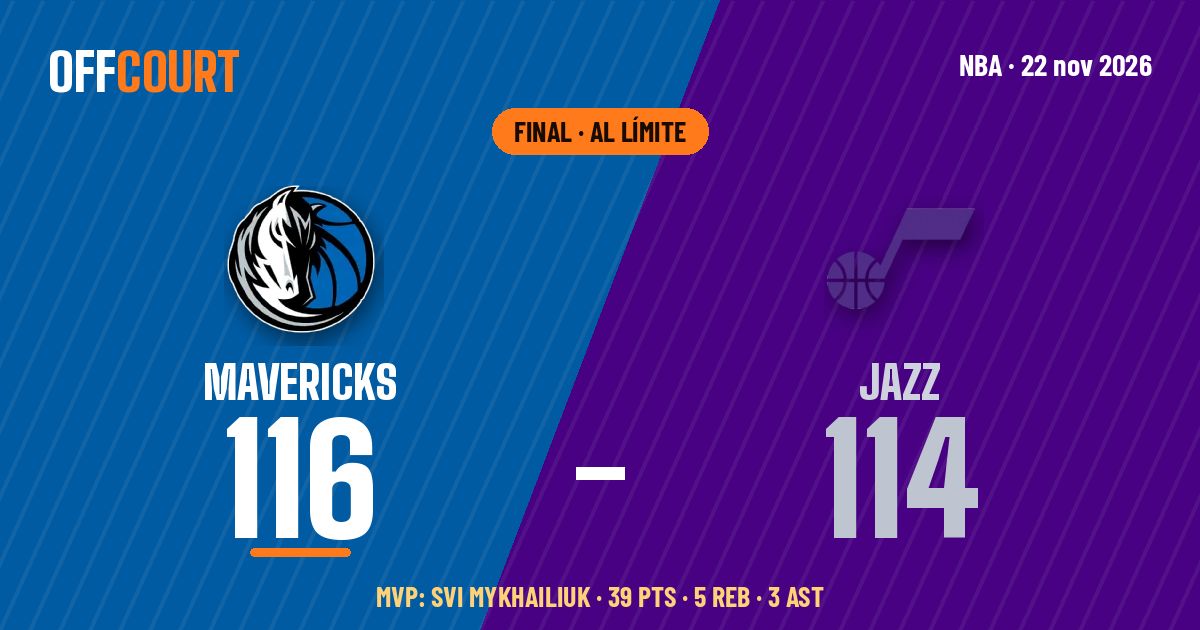 OFFCOURT
NBA · 22 nov 2026
FINAL · AL LÍMITE
MAVERICKS
JAZZ
116 – 114
MVP: SVI MYKHAILIUK · 39 PTS · 5 REB · 3 AST